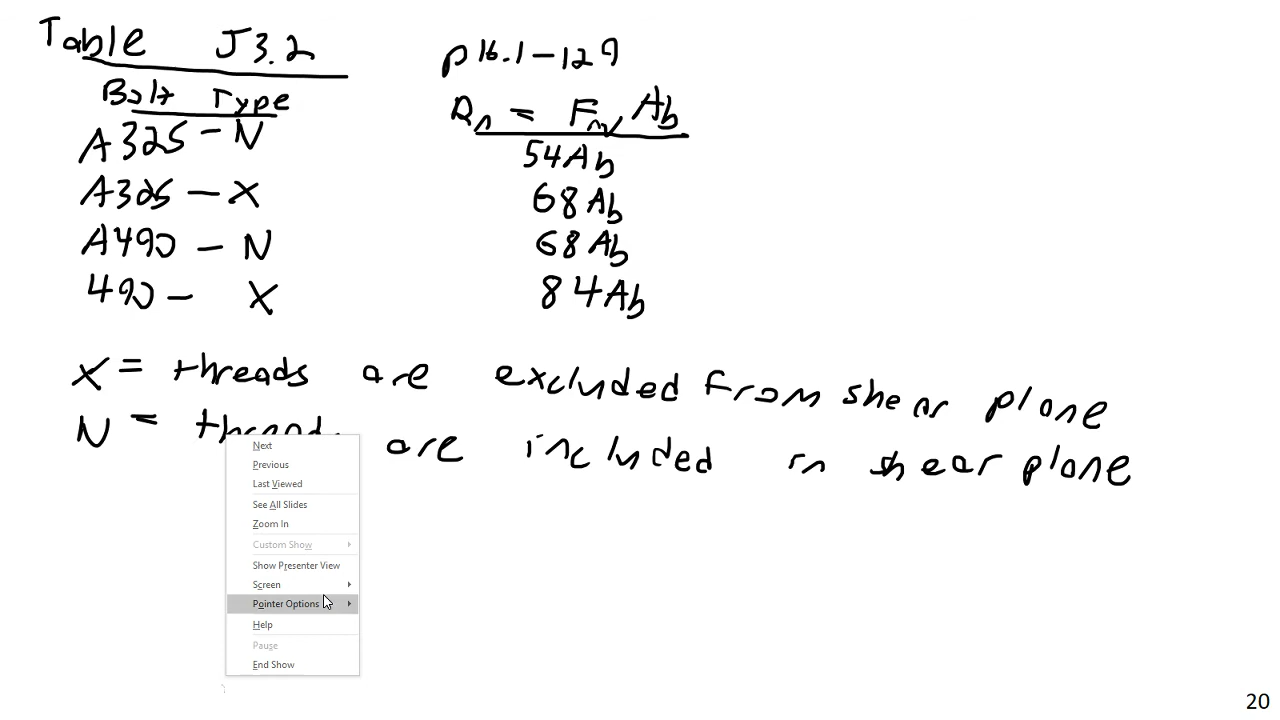 Table J3.2 p16.1-129
Bolt Type Rn = Fnv Ab
A325-N 54Ab
A325-X 68Ab
A490-N 68Ab
490-X 84Ab
X = threads are excluded from shear plane
N = threads are included in shear plane
Next
Previous
Last Viewed
See All Slides
Zoom In
Custom Show
Show Presenter View
Screen
Pointer Options
Help
Pause
End Show
20